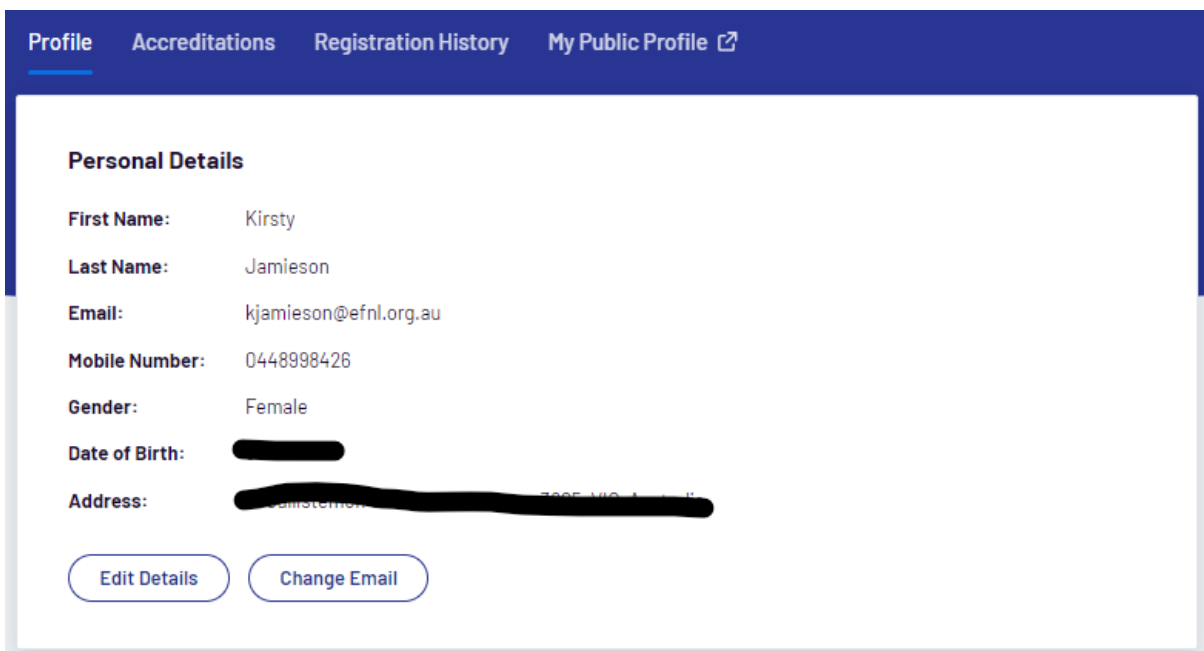 Profile Accreditations Registration History My Public Profile
Personal Details
First Name: Kirsty
Last Name: Jamieson
Email: kjamieson@efnl.org.au
Mobile Number: 0448998426
Gender: Female
Date of Birth:
Address:
Edit Details Change Email